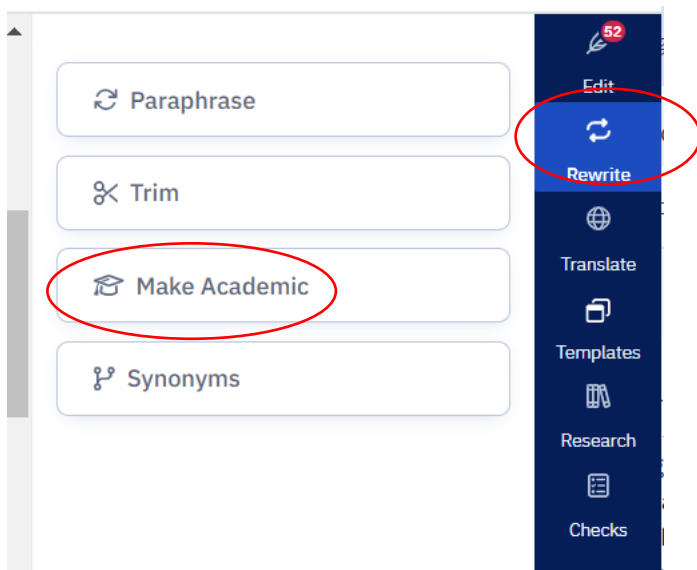 Paraphrase
Trim
Make Academic
Synonyms
52
Edit
Rewrite
Translate
Templates
Research
Checks